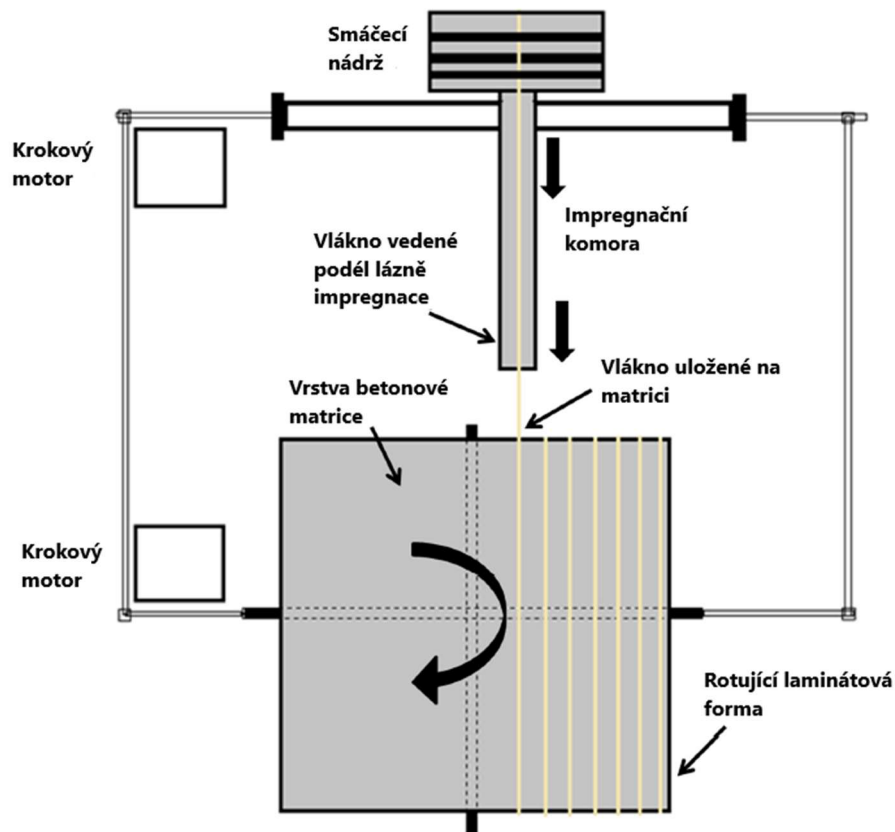 Smáčecí
nádrž
Krokový
motor
Impregnační
komora
Vlákno vedené
podél lázně
impregnace
Vlákno uložené na
matrici
Vrstva betonové
matrice
Krokový
motor
Rotující laminátová
forma